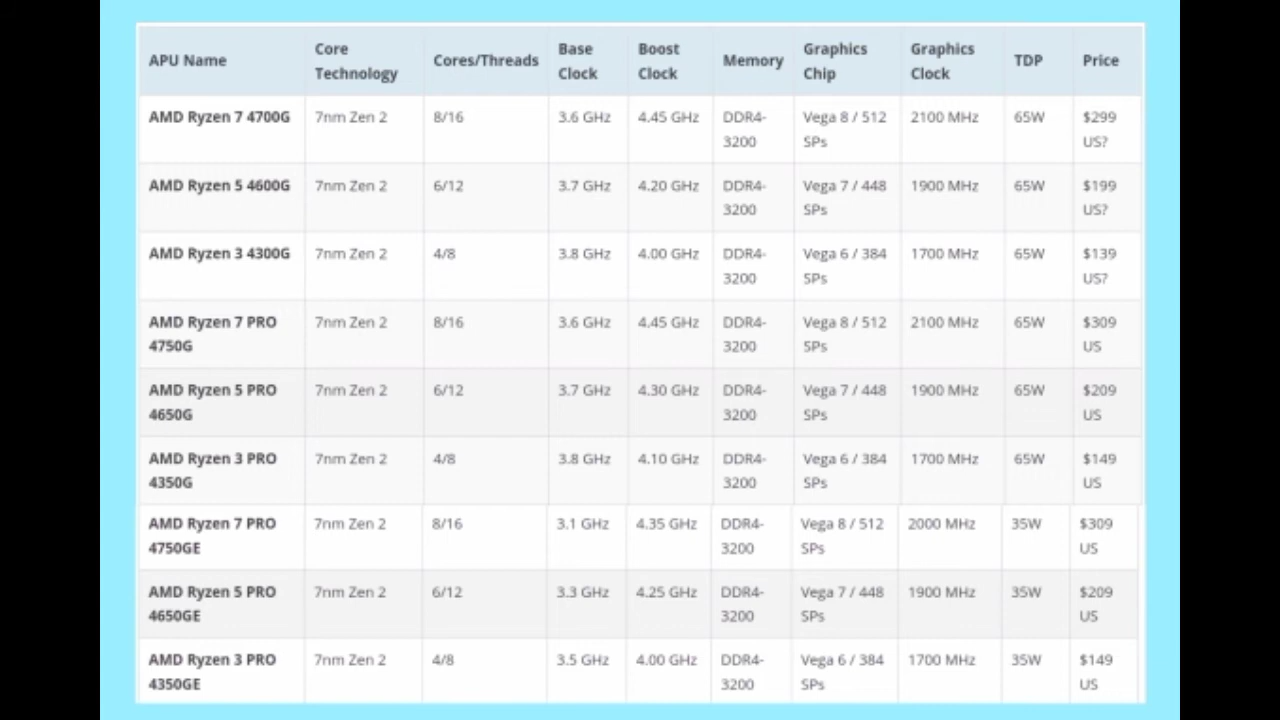 APU Name Core Technology Cores/Threads Base Clock Boost Clock Memory Graphics Chip Graphics Clock TDP Price
AMD Ryzen 7 4700G 7nm Zen 2 8/16 3.6 GHz 4.45 GHz DDR4-3200 Vega 8 / 512 SPs 2100 MHz 65W $299 US?
AMD Ryzen 5 4600G 7nm Zen 2 6/12 3.7 GHz 4.20 GHz DDR4-3200 Vega 7 / 448 SPs 1900 MHz 65W $199 US?
AMD Ryzen 3 4300G 7nm Zen 2 4/8 3.8 GHz 4.00 GHz DDR4-3200 Vega 6 / 384 SPs 1700 MHz 65W $139 US?
AMD Ryzen 7 PRO 4750G 7nm Zen 2 8/16 3.6 GHz 4.45 GHz DDR4-3200 Vega 8 / 512 SPs 2100 MHz 65W $309 US
AMD Ryzen 5 PRO 4650G 7nm Zen 2 6/12 3.7 GHz 4.30 GHz DDR4-3200 Vega 7 / 448 SPs 1900 MHz 65W $209 US
AMD Ryzen 3 PRO 4350G 7nm Zen 2 4/8 3.8 GHz 4.10 GHz DDR4-3200 Vega 6 / 384 SPs 1700 MHz 65W $149 US
AMD Ryzen 7 PRO 4750GE 7nm Zen 2 8/16 3.1 GHz 4.35 GHz DDR4-3200 Vega 8 / 512 SPs 2000 MHz 35W $309 US
AMD Ryzen 5 PRO 4650GE 7nm Zen 2 6/12 3.3 GHz 4.25 GHz DDR4-3200 Vega 7 / 448 SPs 1900 MHz 35W $209 US
AMD Ryzen 3 PRO 4350GE 7nm Zen 2 4/8 3.5 GHz 4.00 GHz DDR4-3200 Vega 6 / 384 SPs 1700 MHz 35W $149 US